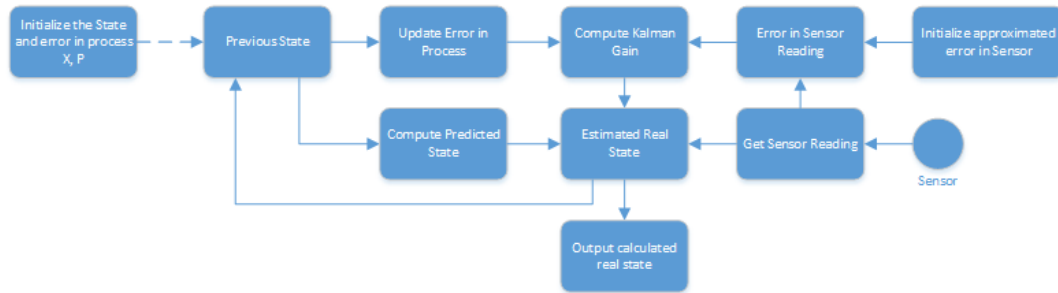 Initialize the State
and error in process
X, P
Previous State
Update Error in
Process
Compute Kalman
Gain
Error in Sensor
Reading
Initialize approximated
error in Sensor
Compute Predicted
State
Estimated Real
State
Get Sensor Reading
Sensor
Output calculated
real state